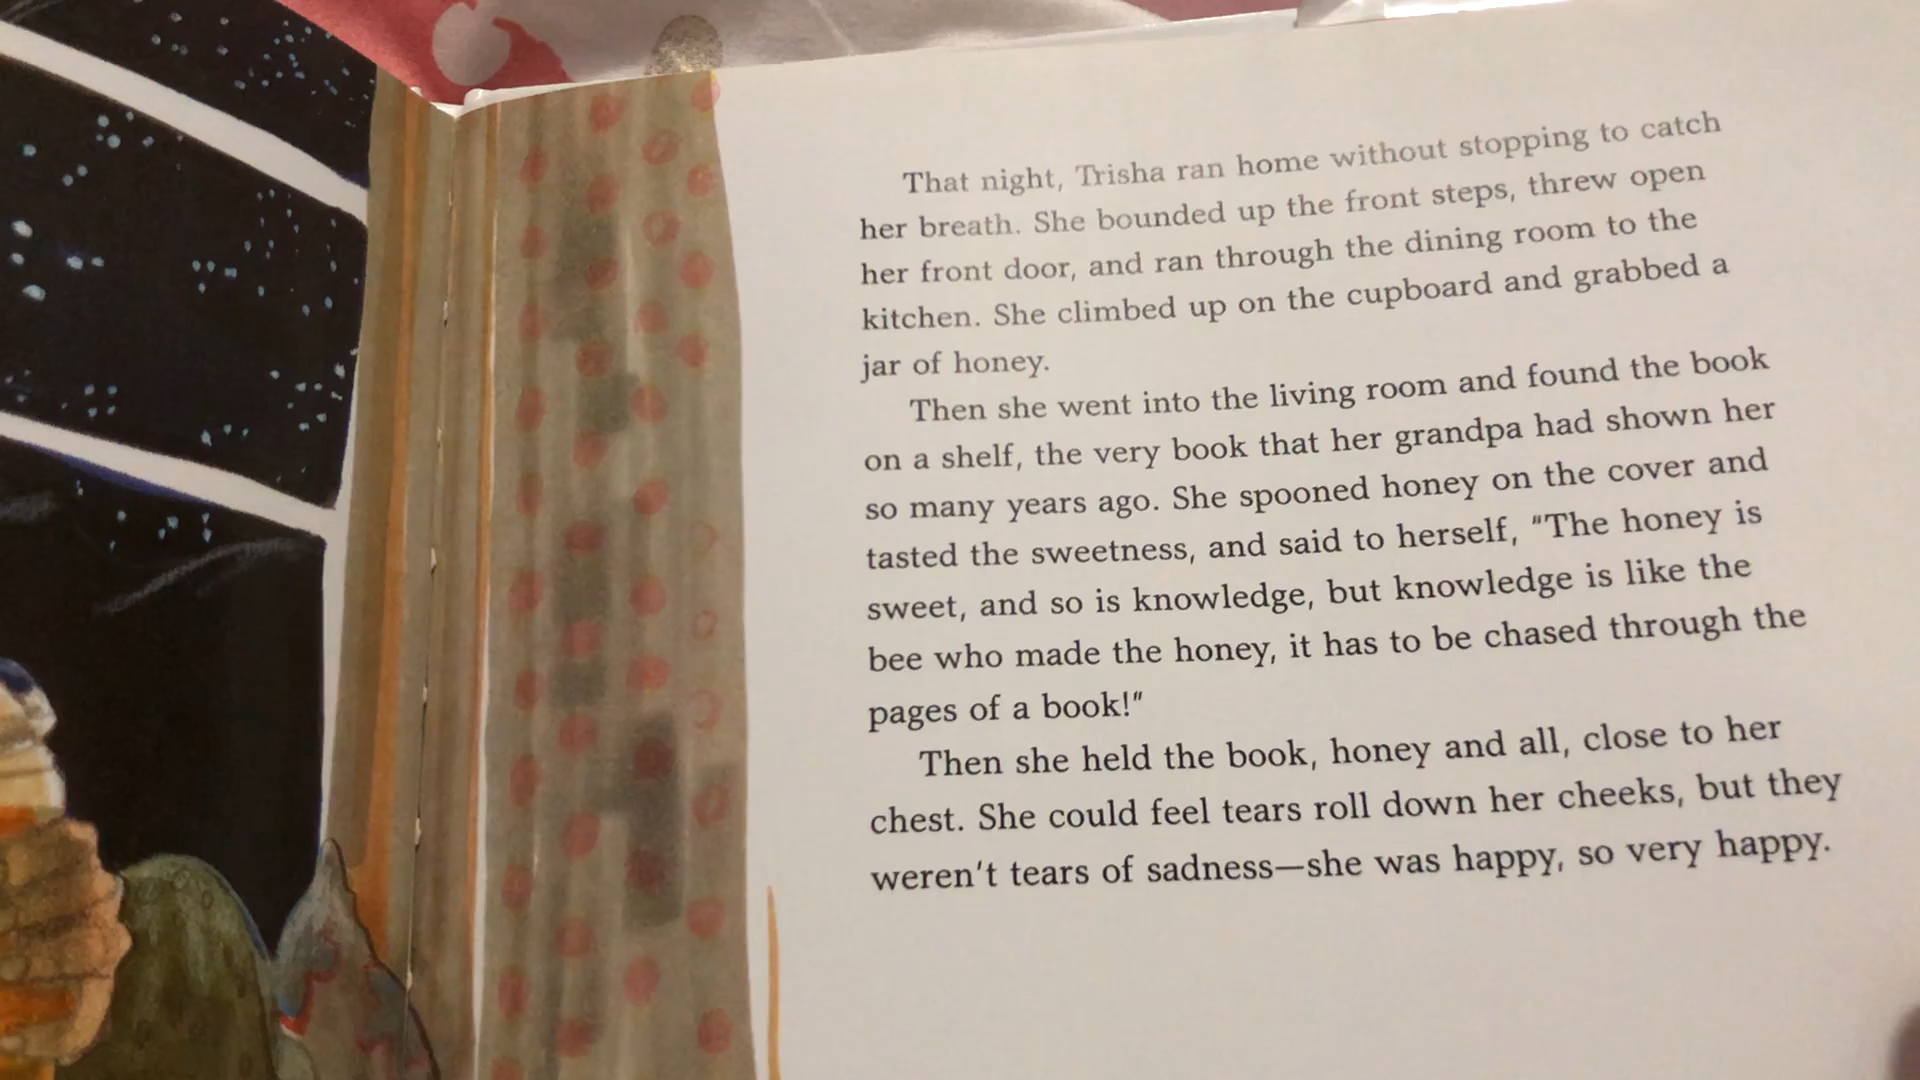 That night, Trisha ran home without stopping to catch
her breath. She bounded up the front steps, threw open
her front door, and ran through the dining room to the
kitchen. She climbed up on the cupboard and grabbed a
jar of honey.
Then she went into the living room and found the book
on a shelf, the very book that her grandpa had shown her
so many years ago. She spooned honey on the cover and
tasted the sweetness, and said to herself, "The honey is
sweet, and so is knowledge, but knowledge is like the
bee who made the honey, it has to be chased through the
pages of a book!"
Then she held the book, honey and all, close to her
chest. She could feel tears roll down her cheeks, but they
weren't tears of sadness—she was happy, so very happy.